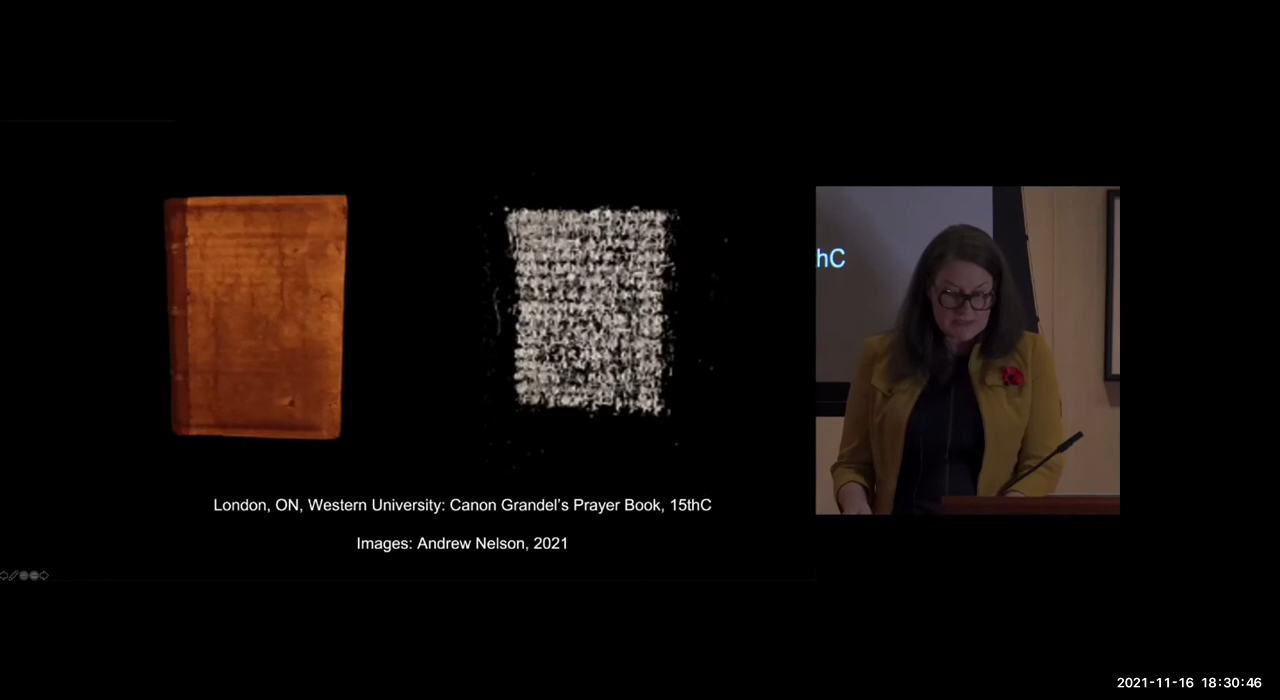 hC
London, ON, Western University: Canon Grandel's Prayer Book, 15thC
Images: Andrew Nelson, 2021
2021-11-16 18:30:46